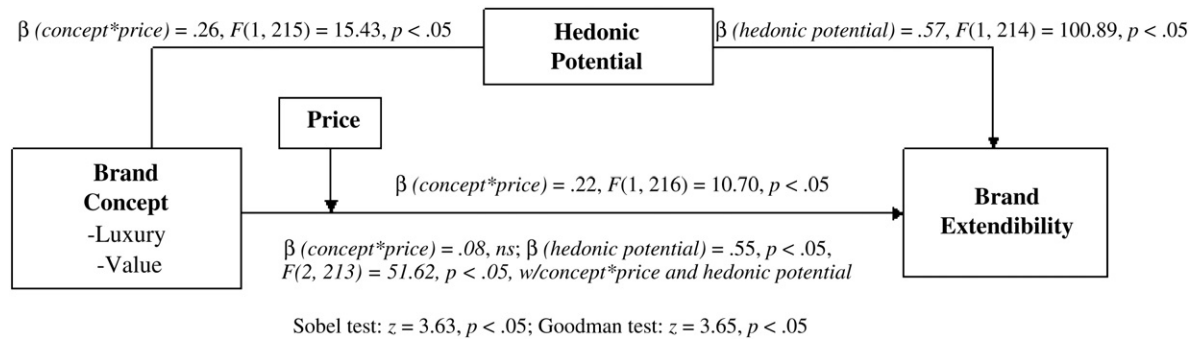 β (concept*price) = .26, F(1, 215) = 15.43, p < .05
Hedonic
Potential
β (hedonic potential) = .57, F(1, 214) = 100.89, p < .05
Price
Brand
Concept
-Luxury
-Value
β (concept*price) = .22, F(1, 216) = 10.70, p < .05
Brand
Extendibility
β (concept*price) = .08, ns; β (hedonic potential) = .55, p < .05,
F(2, 213) = 51.62, p < .05, w/concept*price and hedonic potential
Sobel test: z = 3.63, p < .05; Goodman test: z = 3.65, p < .05